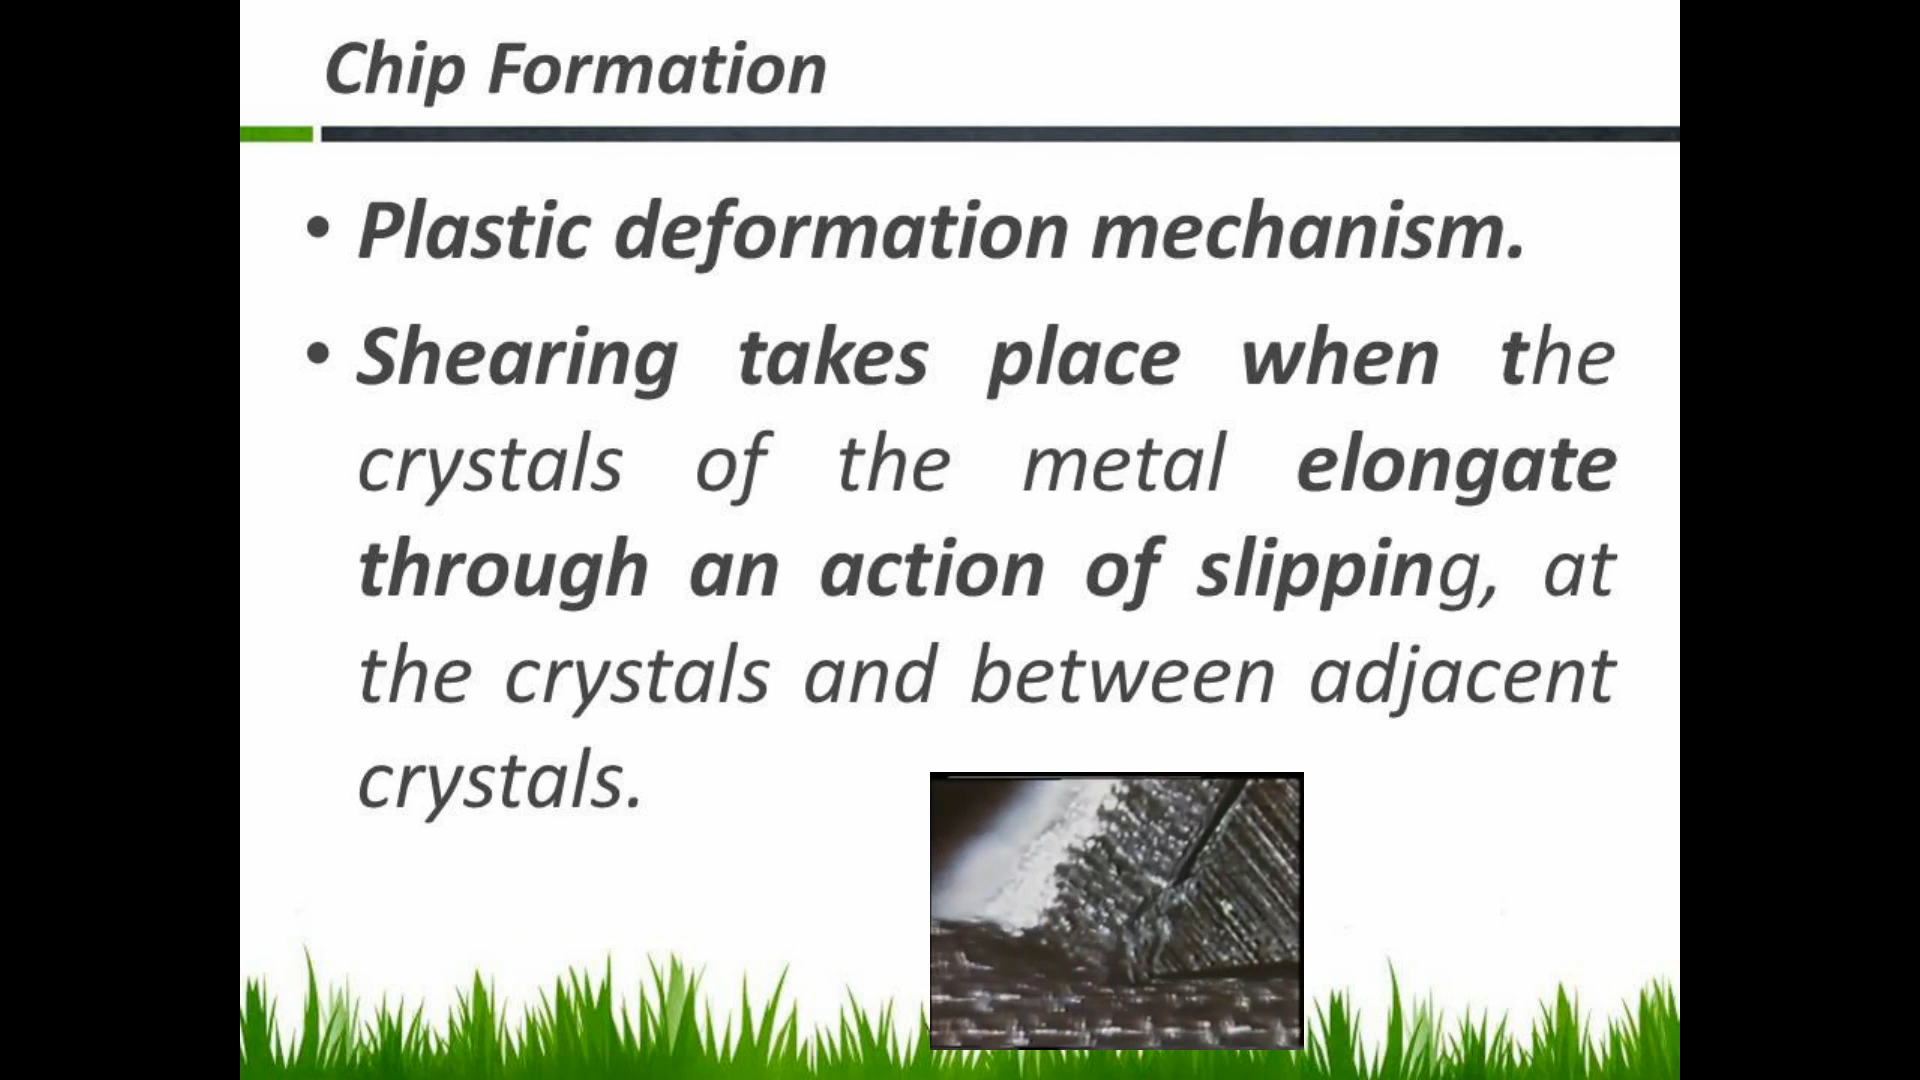 Chip Formation
• Plastic deformation mechanism.
• Shearing takes place when the
crystals of the metal elongate
through an action of slipping, at
the crystals and between adjacent
crystals.